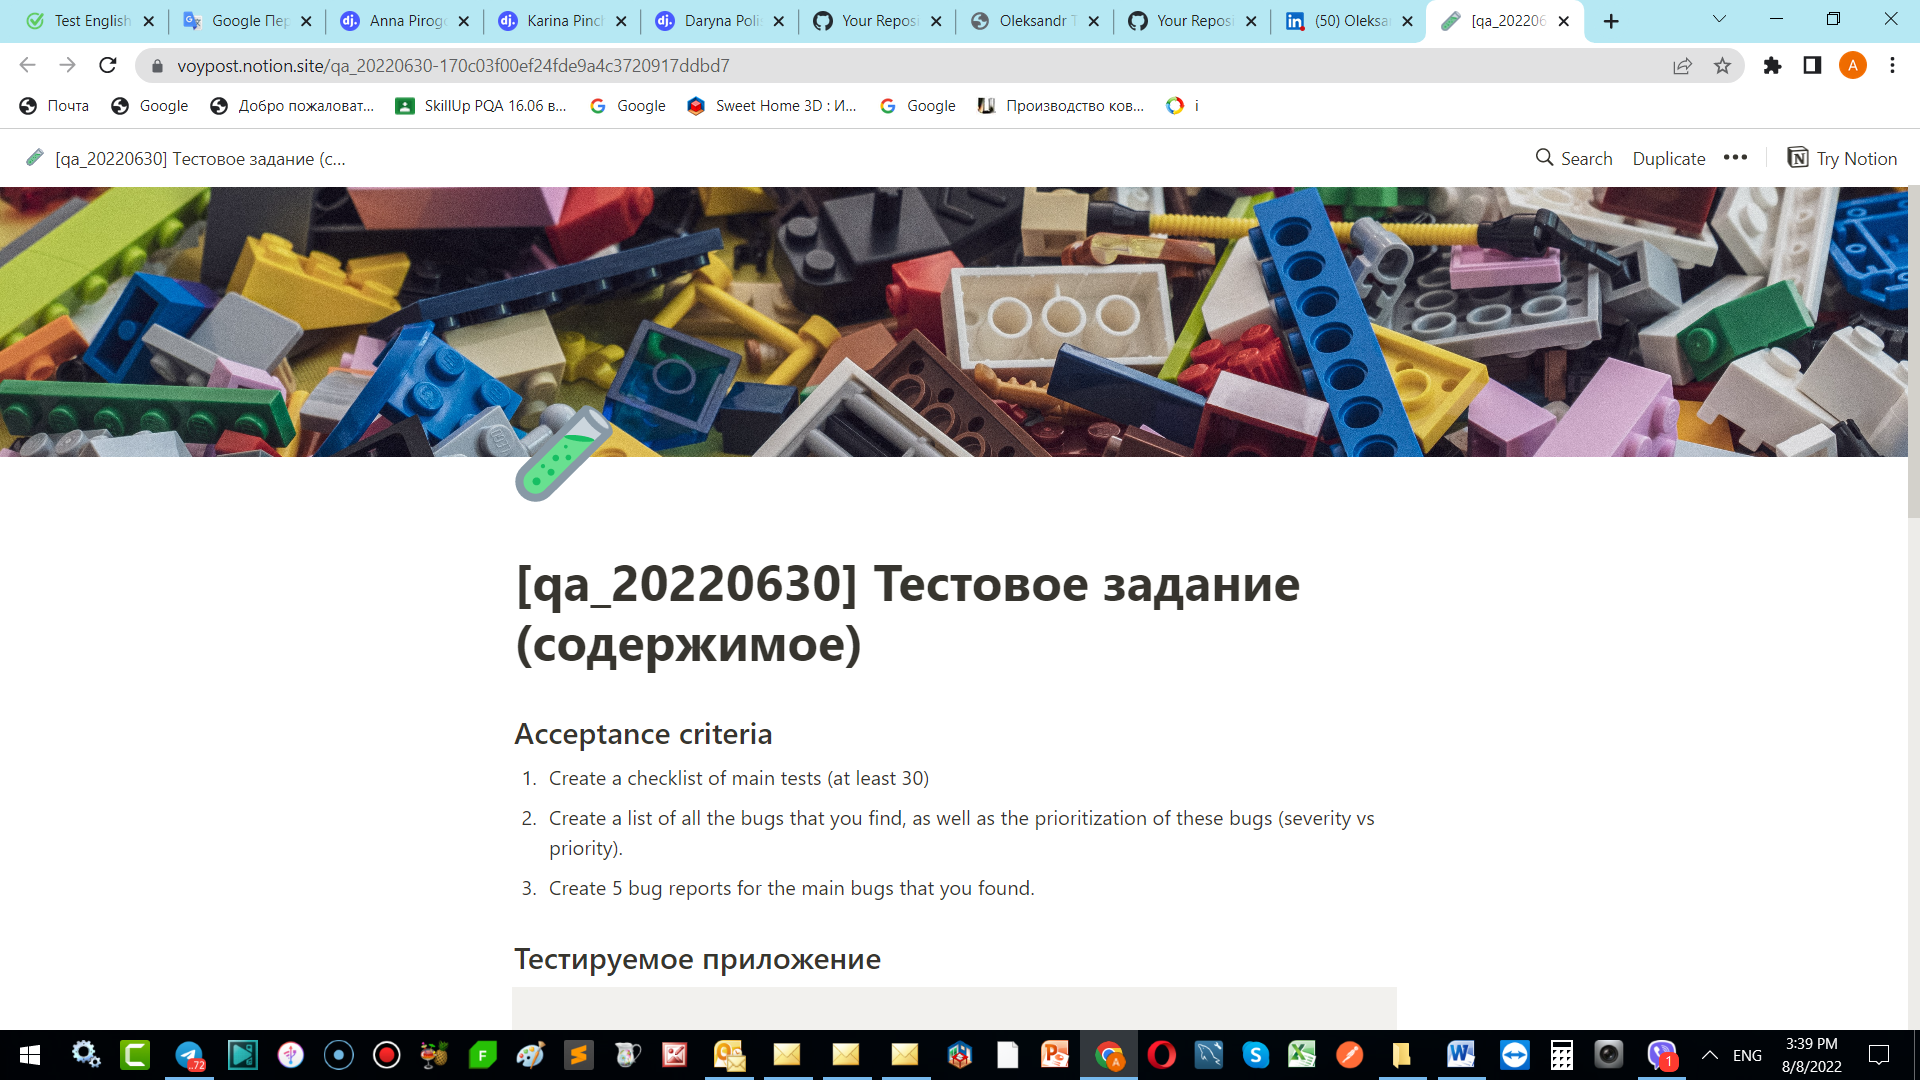 Test English
Google Пер
Anna Pirog
Karina Pinc
Daryna Poli
Your Reposi
Oleksandr T
Your Reposi
(50) Oleksa
[qa_202206
voypost.notion.site/qa_20220630-170c03f00ef24fde9a4c3720917ddbd7
A
Почта
Google
Добро пожаловат...
SkillUp PQA 16.06 в...
Google
Sweet Home 3D : И...
Google
Производство ков...
i
[qa_20220630] Тестовое задание (с...
Search
Duplicate
Try Notion
[qa_20220630] Тестовое задание
(содержимое)
Acceptance criteria
1. Create a checklist of main tests (at least 30)
2. Create a list of all the bugs that you find, as well as the prioritization of these bugs (severity vs
priority).
3. Create 5 bug reports for the main bugs that you found.
Тестируемое приложение
72
1
ENG
3:39 PM
8/8/2022